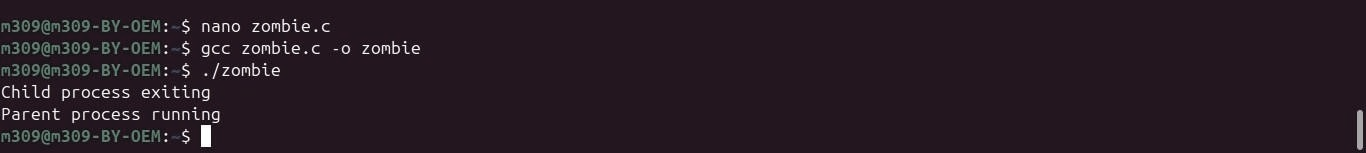 m309@m309-BY-OEM:~$ nano zombie.c
m309@m309-BY-OEM:~$ gcc zombie.c -o zombie
m309@m309-BY-OEM:~$ ./zombie
Child process exiting
Parent process running
m309@m309-BY-OEM:~$